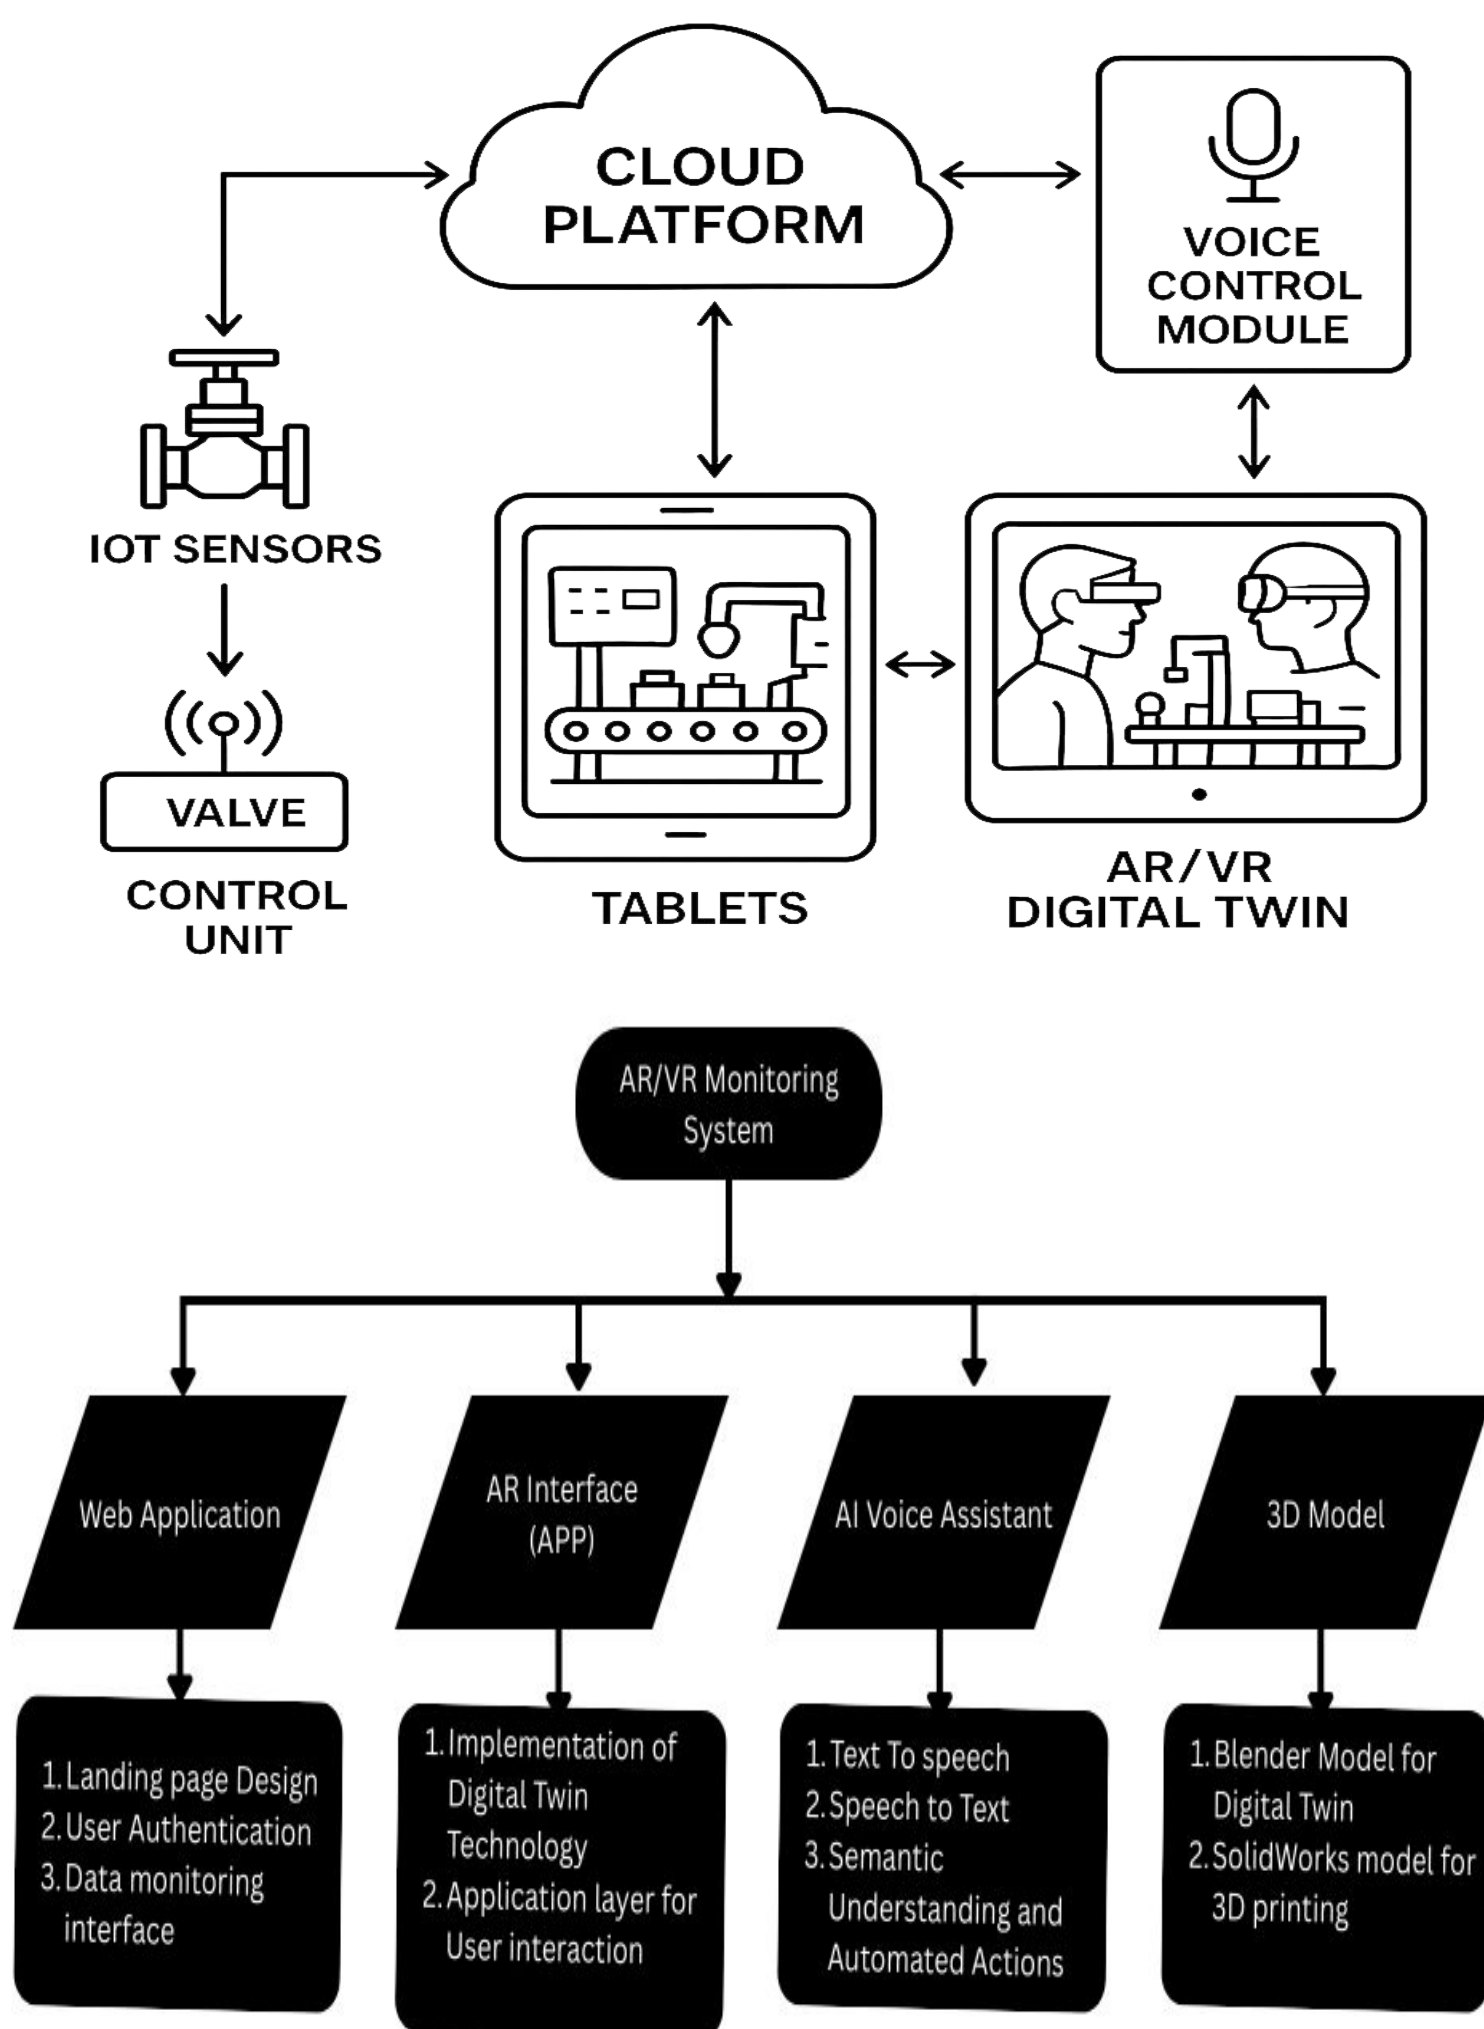 CLOUD
PLATFORM
VOICE
CONTROL
MODULE
IOT SENSORS
VALVE
CONTROL
UNIT
TABLETS
AR/VR
DIGITAL TWIN
AR/VR Monitoring
System
Web Application
AR Interface
(APP)
AI Voice Assistant
3D Model
1. Landing page Design
2. User Authentication
3. Data monitoring
interface
1. Implementation of
Digital Twin
Technology
2. Application layer for
User interaction
1. Text To speech
2. Speech to Text
3. Semantic
Understanding and
Automated Actions
1. Blender Model for
Digital Twin
2. SolidWorks model for
3D printing